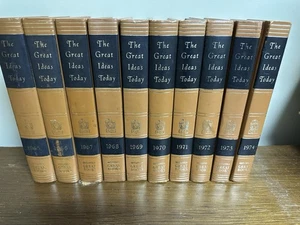 The
Great
Ideas
Today
The
Great
Ideas
Today
The
Great
Ideas
Today
1967
The
Great
Ideas
Today
1968
The
Great
Ideas
Today
1969
The
Great
Ideas
Today
1970
The
Great
Ideas
Today
1971
The
Great
Ideas
Today
1972
The
Great
Ideas
Today
1973
The
Great
Ideas
Today
1974